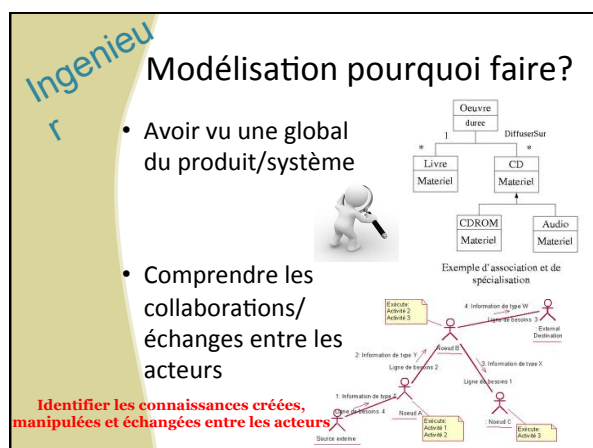 Ingenieu
r
Modélisation pourquoi faire?
• Avoir vu une global
du produit/système
• Comprendre les
collaborations/
échanges entre les
acteurs
Identifier les connaissances créées,
manipulées et échangées entre les acteurs
Oeuvre
duree
1
DiffuserSur
*
*
Livre
Materiel
CD
Materiel
CDROM
Materiel
Audio
Materiel
Exemple d'association et de
spécialisation
Exécute:
Activité 2
Activité 3
4: Information de type W
Ligne de besoins 3
External
Destination
Noeud B
2: Information de type Y
Ligne de besoins 2
3: Information de type X
Ligne de besoins 1
1: Information de type
Ligne de besoins 4
Noeud A
Noeud C
Source externe
Exécute:
Activité 1
Activité 2
Exécute:
Activité 3